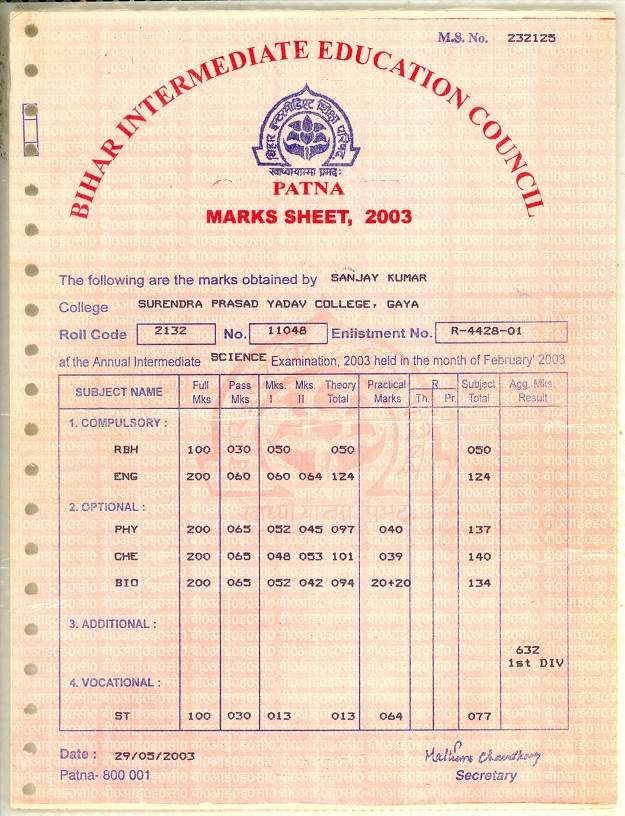 M.S. No. 232125
BIHAR INTERMEDIATE EDUCATION COUNCIL
बिहार इन्टरमीडिएट शिक्षा परिषद
स्वाध्यायान्मा प्रमदः
PATNA
MARKS SHEET, 2003
The following are the marks obtained by SANJAY KUMAR
College SURENDRA PRASAD YADAV COLLEGE, GAYA
Roll Code 2132 No. 11048 Enlistment No. R-4428-01
at the Annual Intermediate SCIENCE Examination, 2003 held in the month of February' 2003
SUBJECT NAME Full Mks Pass Mks Mks. I Mks. II Theory Total Practical Marks R Th. Pr. Subject Total Agg. Mks. Result
1. COMPULSORY :
RBH 100 030 050 050 050
ENG 200 060 060 064 124 124
2. OPTIONAL :
PHY 200 065 052 045 097 040 137
CHE 200 065 048 053 101 039 140
BIO 200 065 052 042 094 20+20 134
3. ADDITIONAL :
632
1st DIV
4. VOCATIONAL :
ST 100 030 013 013 064 077
Date : 29/05/2003
Patna- 800 001
Secretary